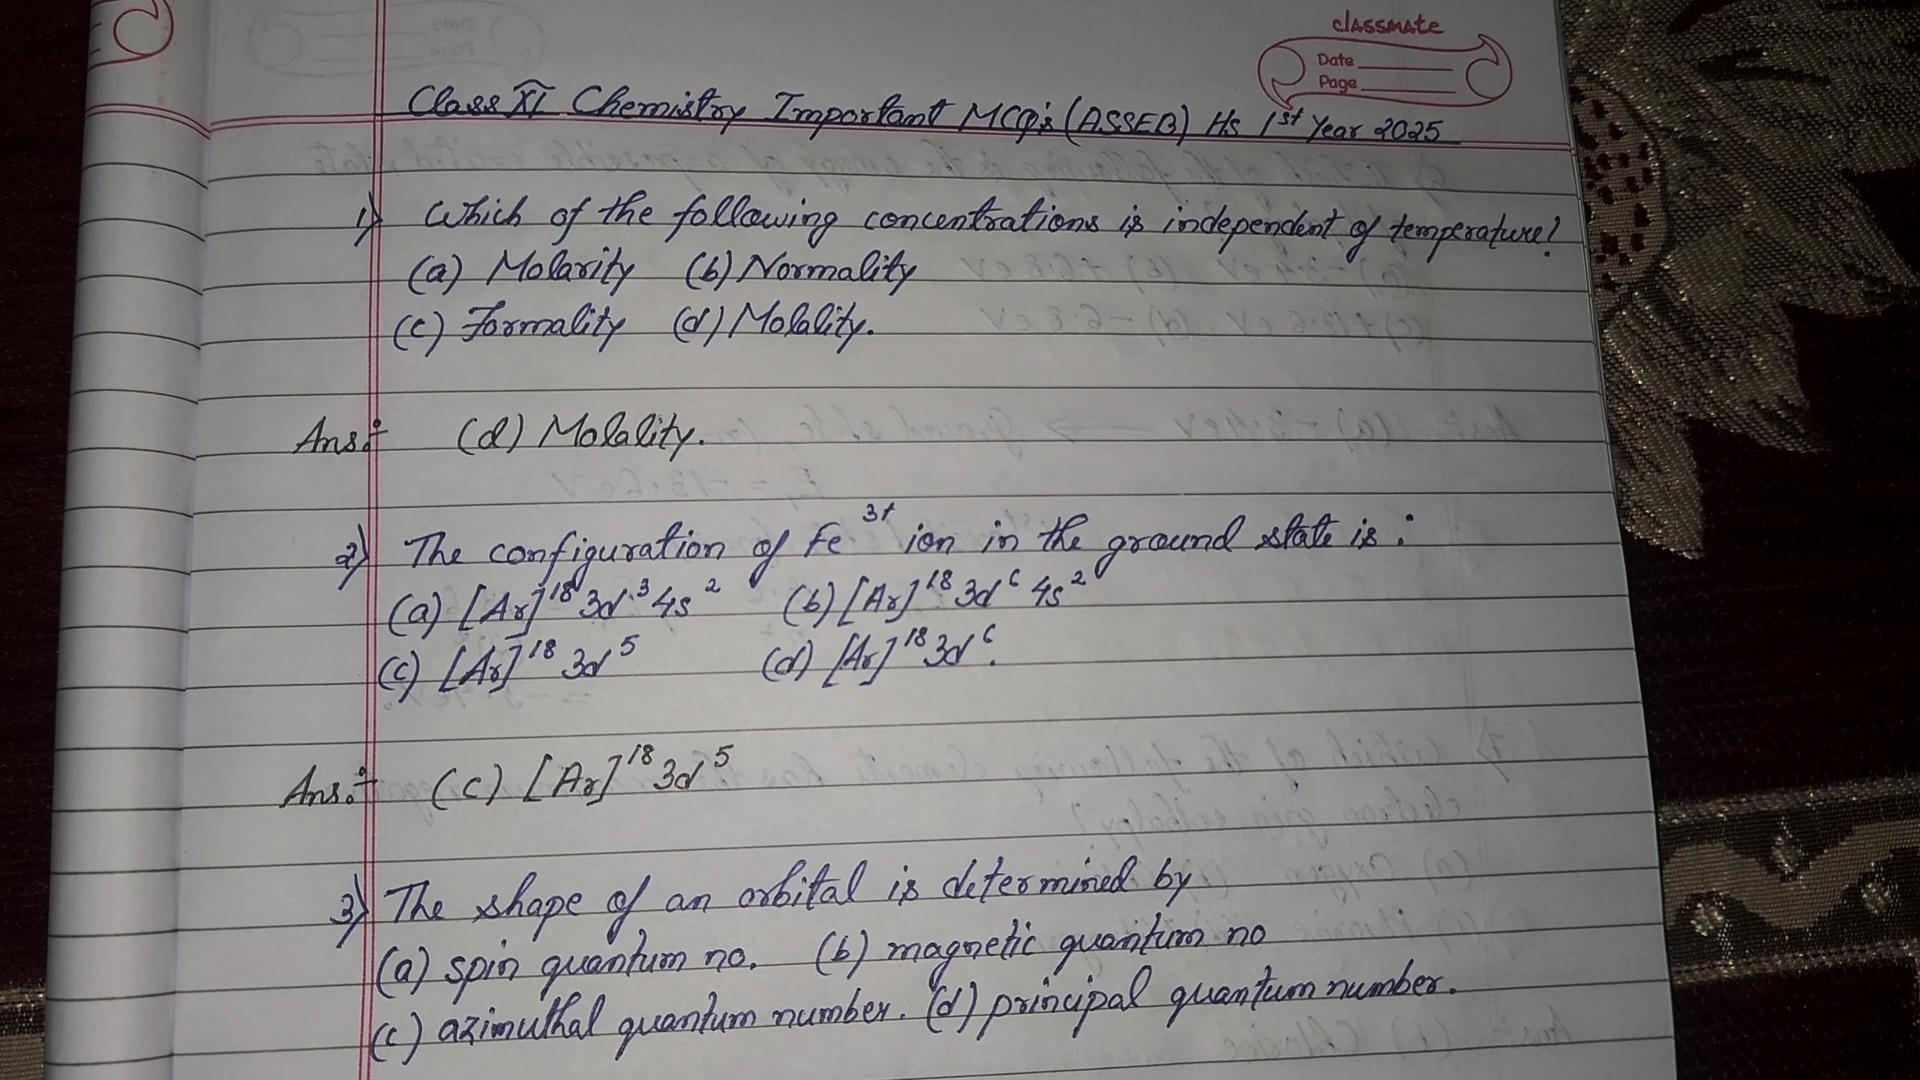 classmate
Date
Page
Class XI Chemistry Important MCQ's (ASSEB) Hs 1st Year 2025
1) Which of the following concentrations is independent of temperature?
(a) Molarity (b) Normality
(c) Formality (d) Molality.
Ans:- (d) Molality.
2) The configuration of Fe³⁺ ion in the ground state is :
(a) [Ar]¹⁸ 3d³ 4s² (b) [Ar]¹⁸ 3d⁶ 4s²
(c) [Ar]¹⁸ 3d⁵ (d) [Ar]¹⁸ 3d⁶.
Ans:- (c) [Ar]¹⁸ 3d⁵
3) The shape of an orbital is determined by
(a) spin quantum no. (b) magnetic quantum no
(c) azimuthal quantum number. (d) principal quantum number.